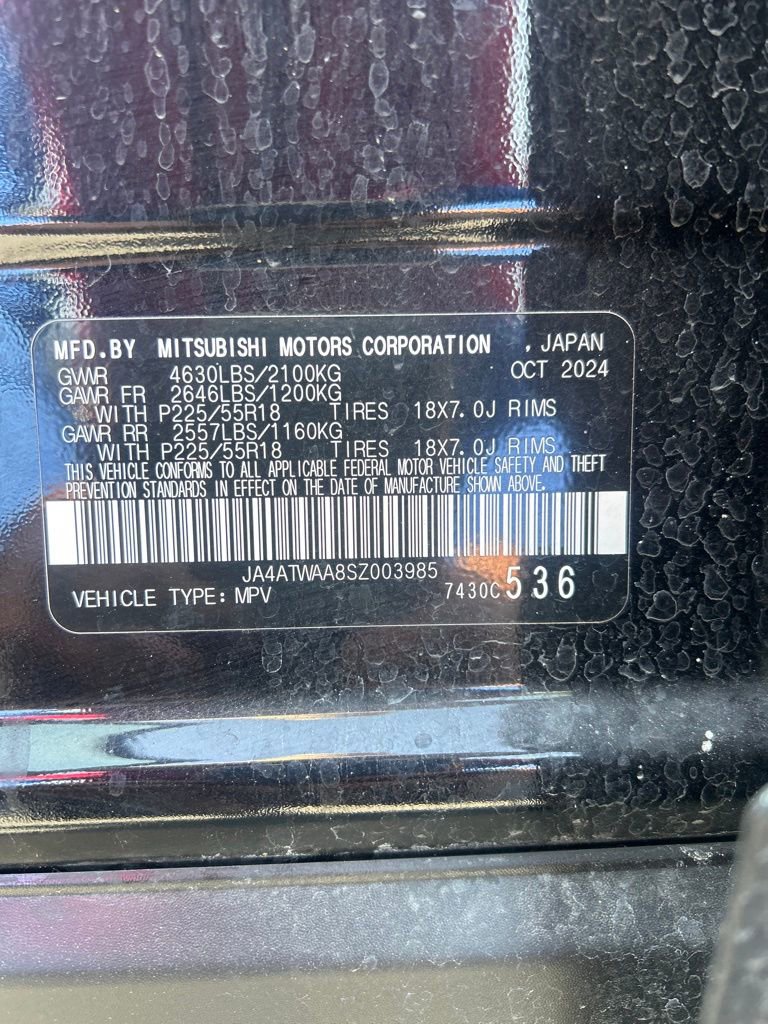 MFD.BY MITSUBISHI MOTORS CORPORATION , JAPAN
GVWR 4630LBS/2100KG OCT 2024
GAWR FR 2646LBS/1200KG
WITH P225/55R18 TIRES 18X7.0J RIMS
GAWR RR 2557LBS/1160KG
WITH P225/55R18 TIRES 18X7.0J RIMS
THIS VEHICLE CONFORMS TO ALL APPLICABLE FEDERAL MOTOR VEHICLE SAFETY AND THEFT
PREVENTION STANDARDS IN EFFECT ON THE DATE OF MANUFACTURE SHOWN ABOVE.
JA4ATWAA8SZ003985
VEHICLE TYPE: MPV 7430C 536